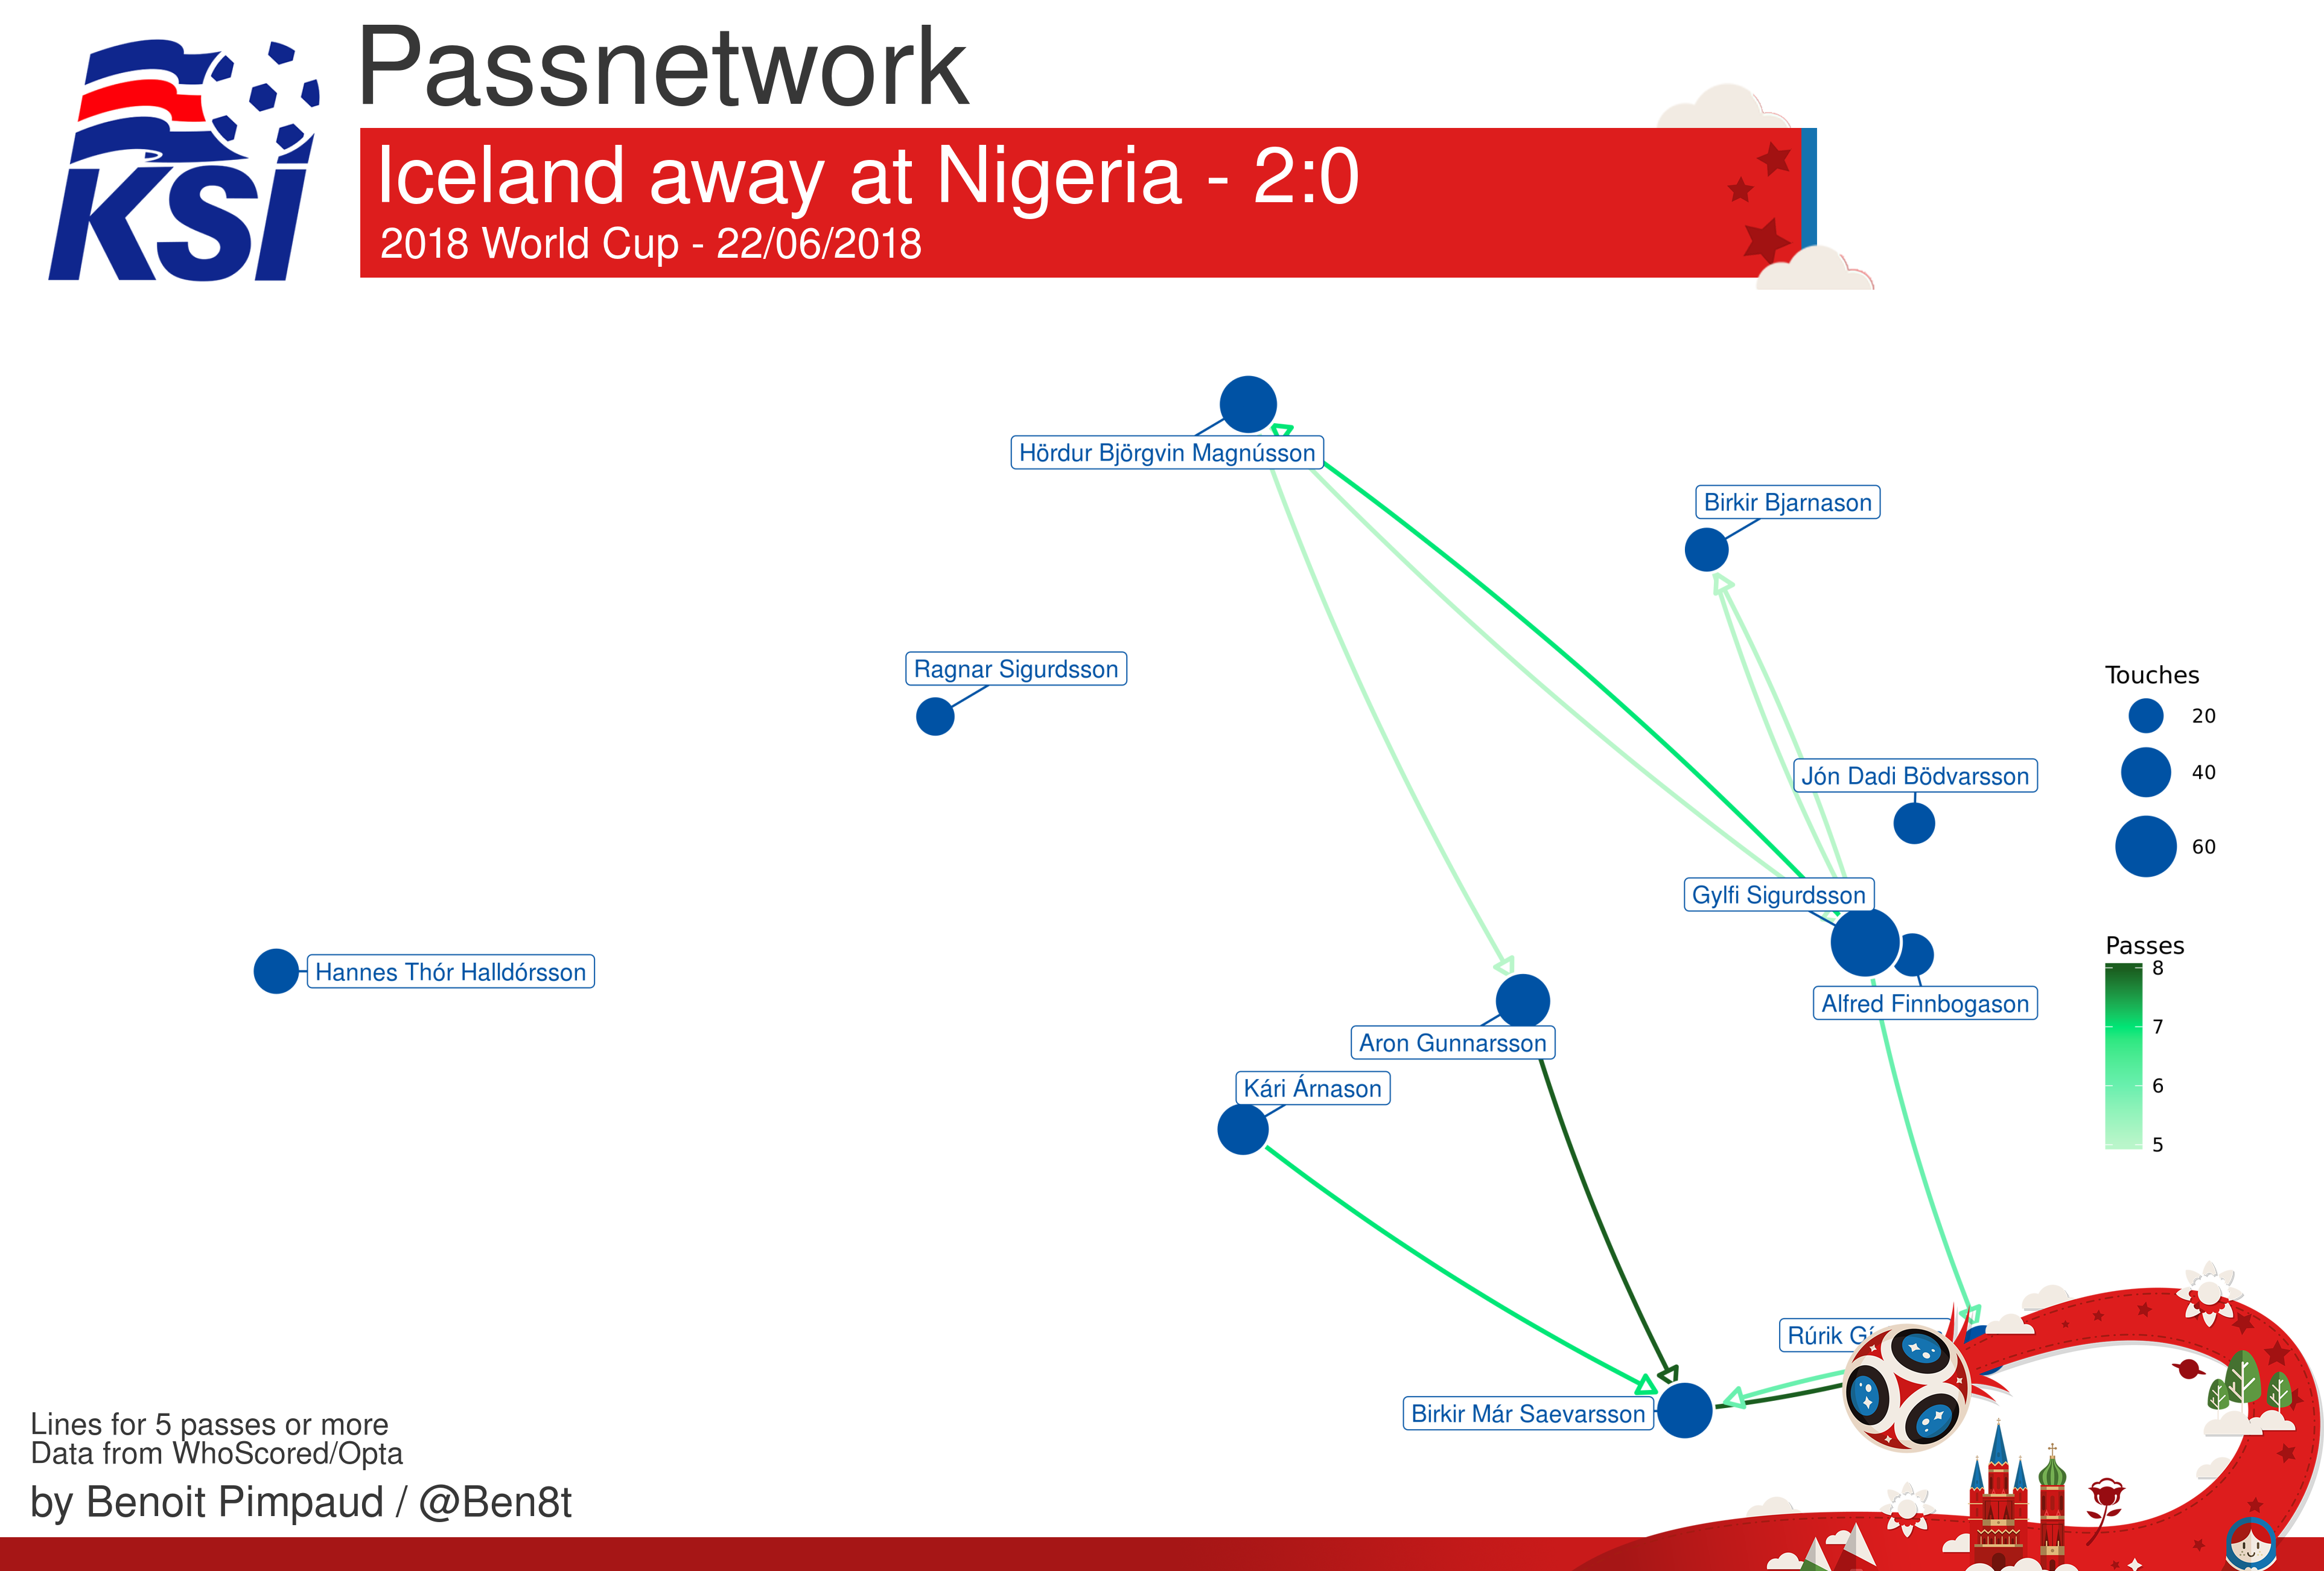 KSÍ
Passnetwork
Iceland away at Nigeria - 2:0
2018 World Cup - 22/06/2018
Hördur Björgvin Magnússon
Birkir Bjarnason
Ragnar Sigurdsson
Jón Dadi Bödvarsson
Gylfi Sigurdsson
Hannes Thór Halldórsson
Alfred Finnbogason
Aron Gunnarsson
Kári Árnason
Rúrik
Birkir Már Saevarsson
Touches
20
40
60
Passes
8
7
6
5
Lines for 5 passes or more
Data from WhoScored/Opta
by Benoit Pimpaud / @Ben8t